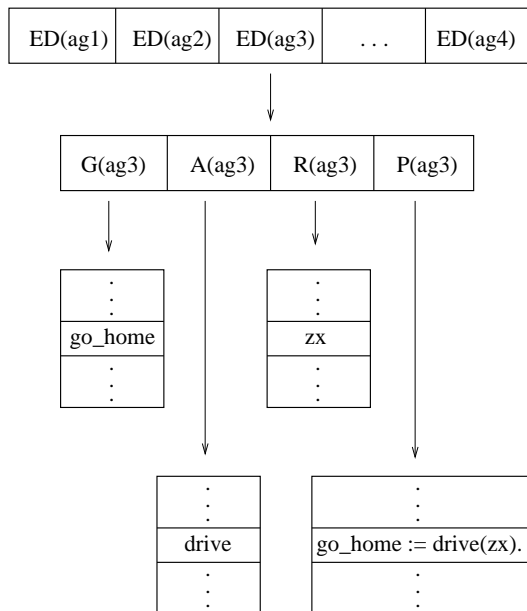 ED(ag1) ED(ag2) ED(ag3) . . . ED(ag4)
G(ag3) A(ag3) R(ag3) P(ag3)
go_home zx
drive go_home := drive(zx).